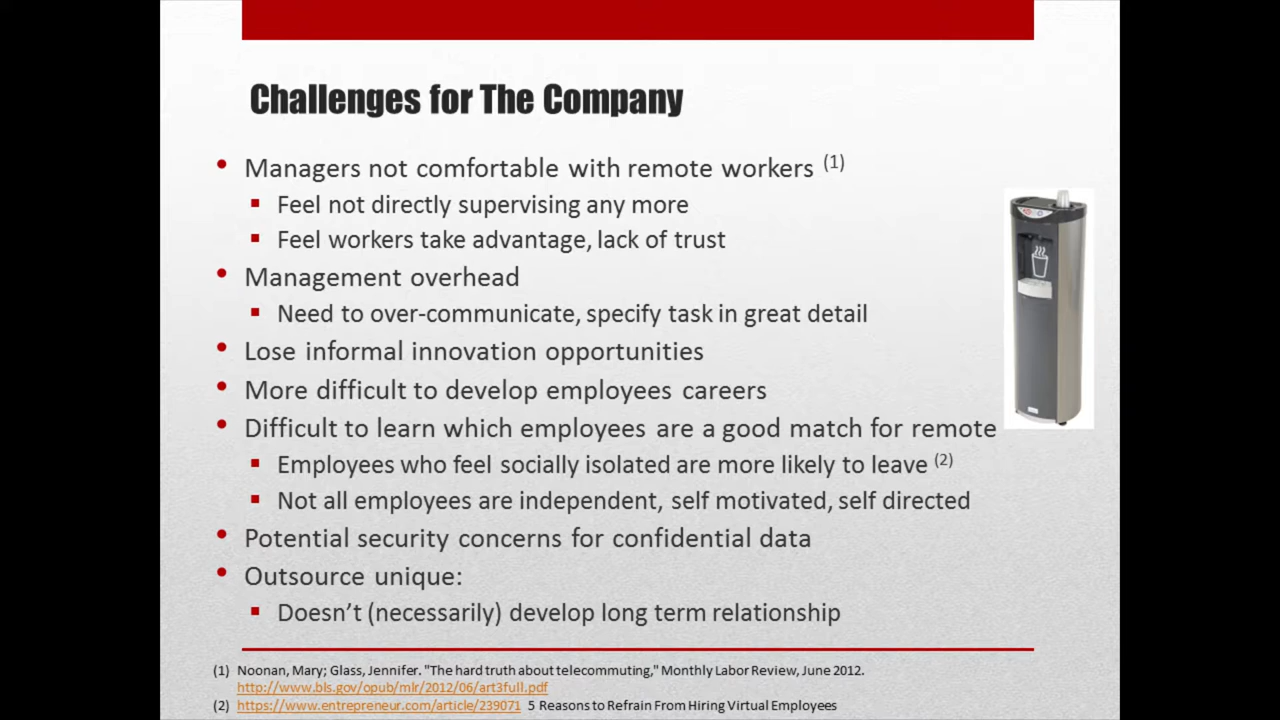 Challenges for The Company
• Managers not comfortable with remote workers (1)
▪ Feel not directly supervising any more
▪ Feel workers take advantage, lack of trust
• Management overhead
▪ Need to over-communicate, specify task in great detail
• Lose informal innovation opportunities
• More difficult to develop employees careers
• Difficult to learn which employees are a good match for remote
▪ Employees who feel socially isolated are more likely to leave (2)
▪ Not all employees are independent, self motivated, self directed
• Potential security concerns for confidential data
• Outsource unique:
▪ Doesn’t (necessarily) develop long term relationship
(1) Noonan, Mary; Glass, Jennifer. "The hard truth about telecommuting," Monthly Labor Review, June 2012.
http://www.bls.gov/opub/mlr/2012/06/art3full.pdf
(2) https://www.entrepreneur.com/article/239071 5 Reasons to Refrain From Hiring Virtual Employees